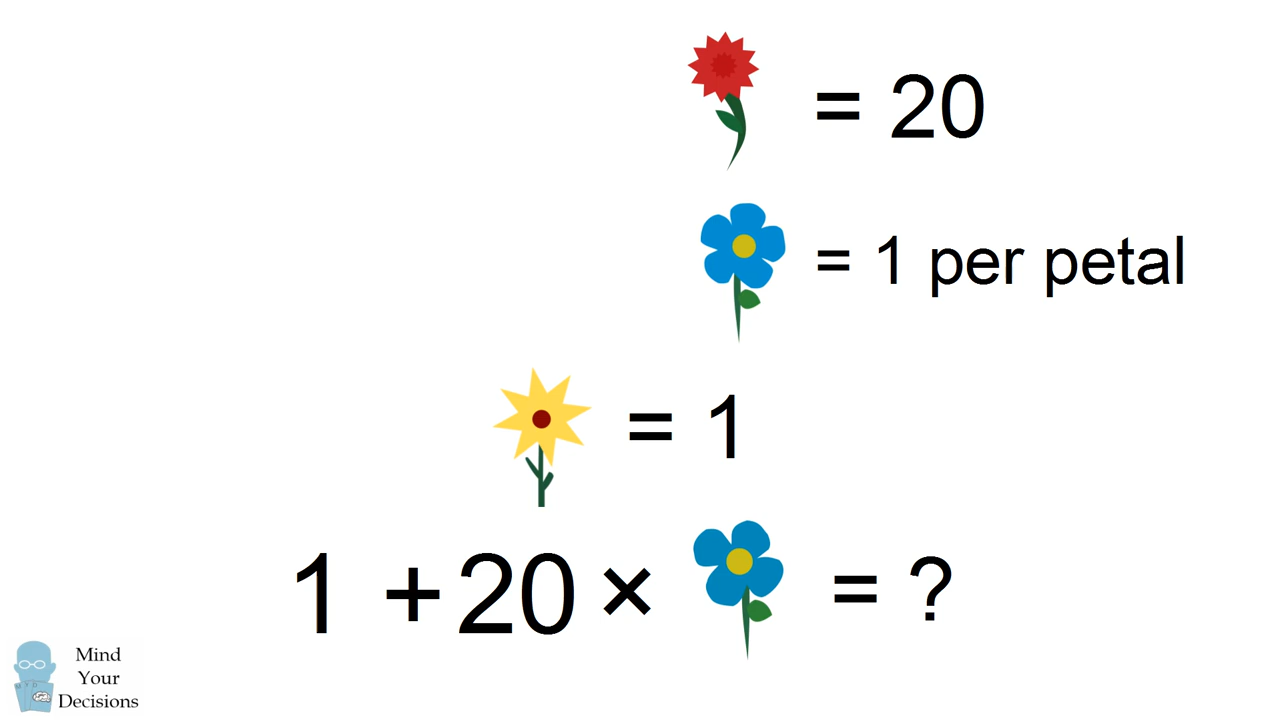 = 20
= 1 per petal
= 1
1 + 20 × = ?
Mind
Your
Decisions